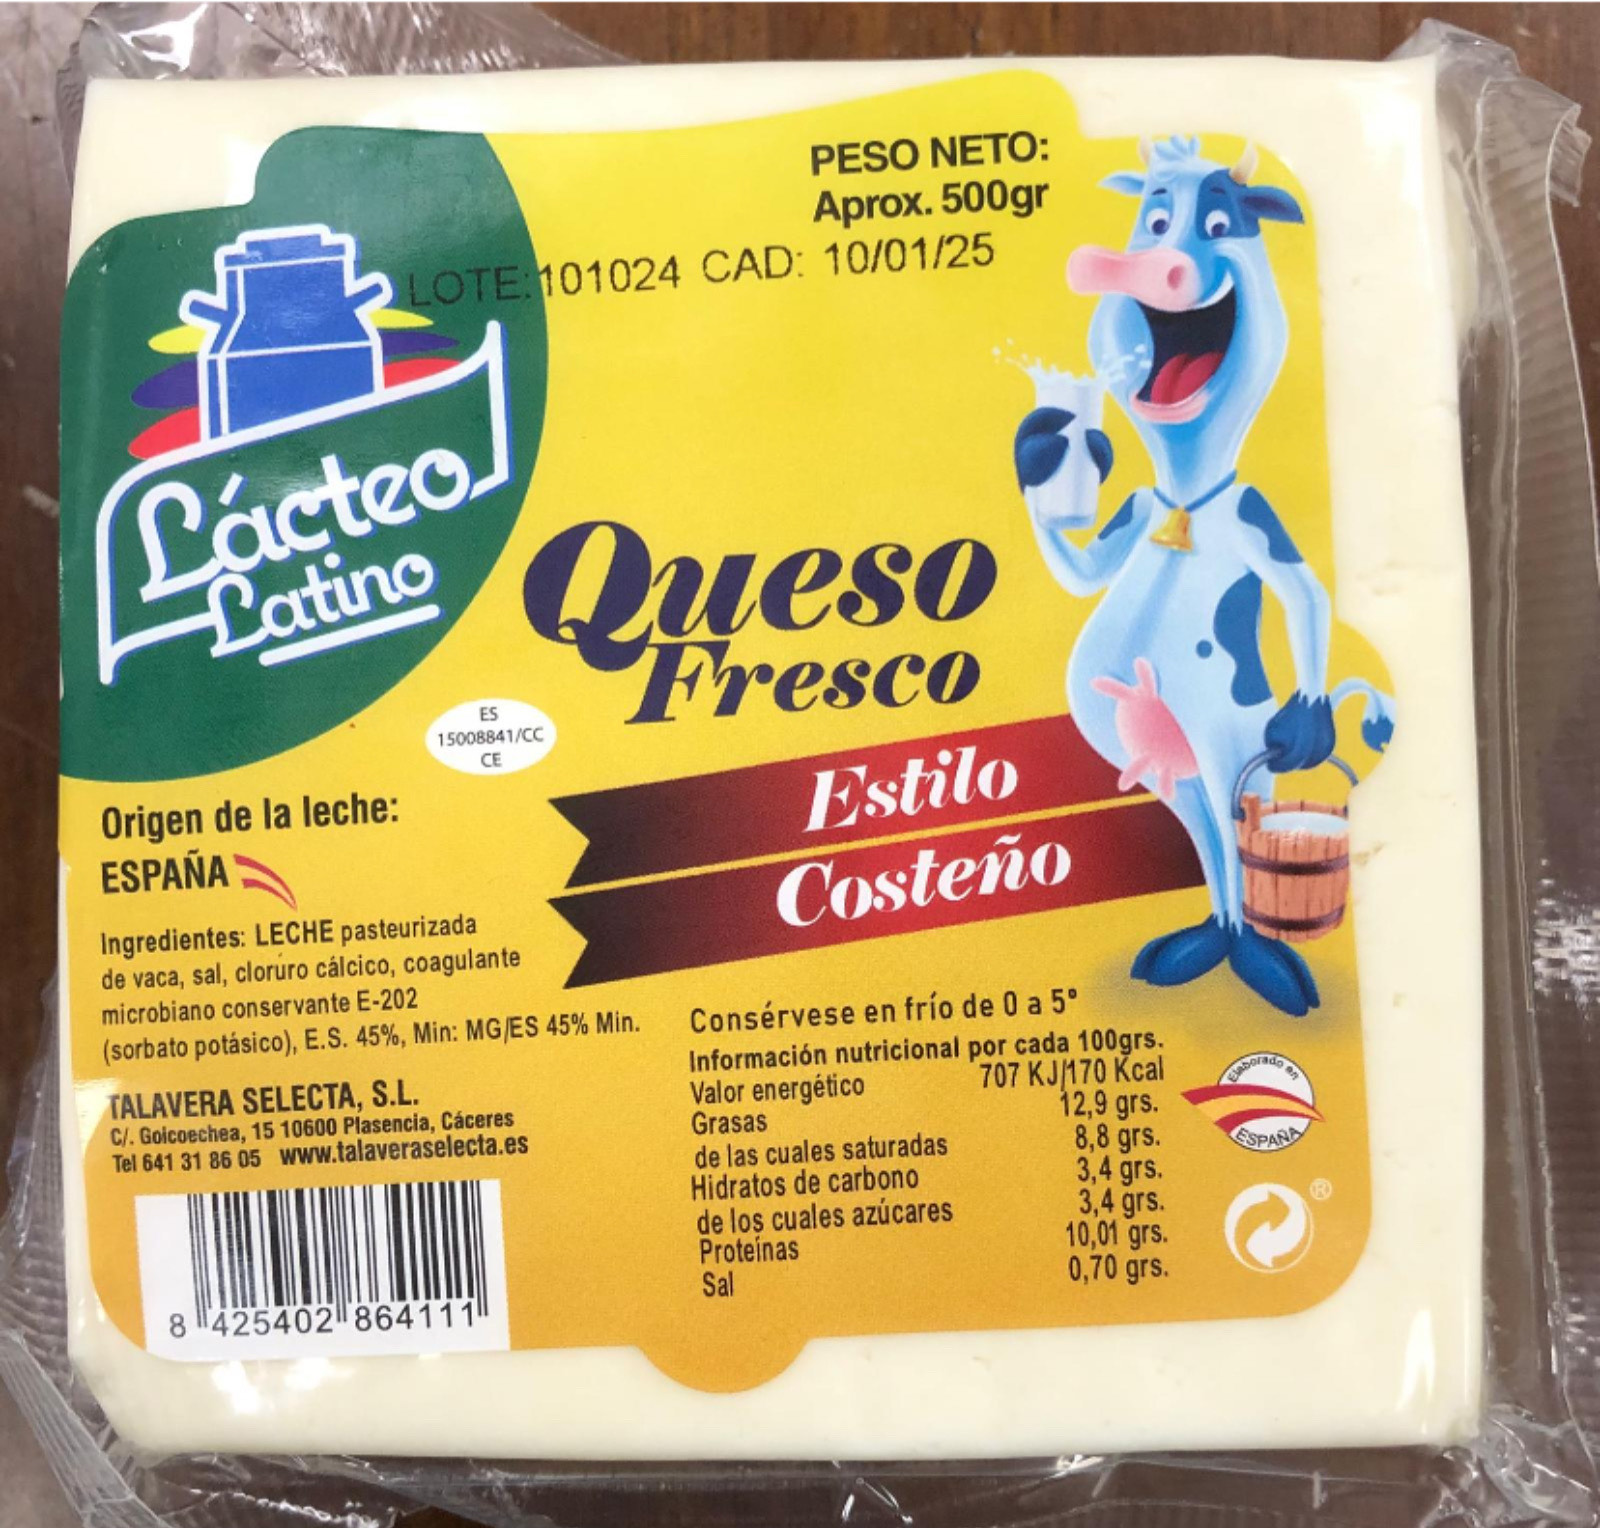 PESO NETO:
Aprox. 500gr
LOTE: 101024 CAD: 10/01/25
Lácteo
Latino
Queso
Fresco
ES
15008841/CC
CE
Estilo
Costeño
Origen de la leche:
ESPAÑA
Ingredientes: LECHE pasteurizada
de vaca, sal, cloruro cálcico, coagulante
microbiano conservante E-202
(sorbato potásico), E.S. 45%, Min: MG/ES 45% Min.
TALAVERA SELECTA, S.L.
C/. Goicoechea, 15 10600 Plasencia, Cáceres
Tel 641 31 86 05 www.talaveraselecta.es
8 425402 864111
Consérvese en frío de 0 a 5°
Información nutricional por cada 100grs.
Valor energético 707 KJ/170 Kcal
Grasas 12,9 grs.
de las cuales saturadas 8,8 grs.
Hidratos de carbono 3,4 grs.
de los cuales azúcares 3,4 grs.
Proteínas 10,01 grs.
Sal 0,70 grs.
Elaborado en
ESPAÑA
®